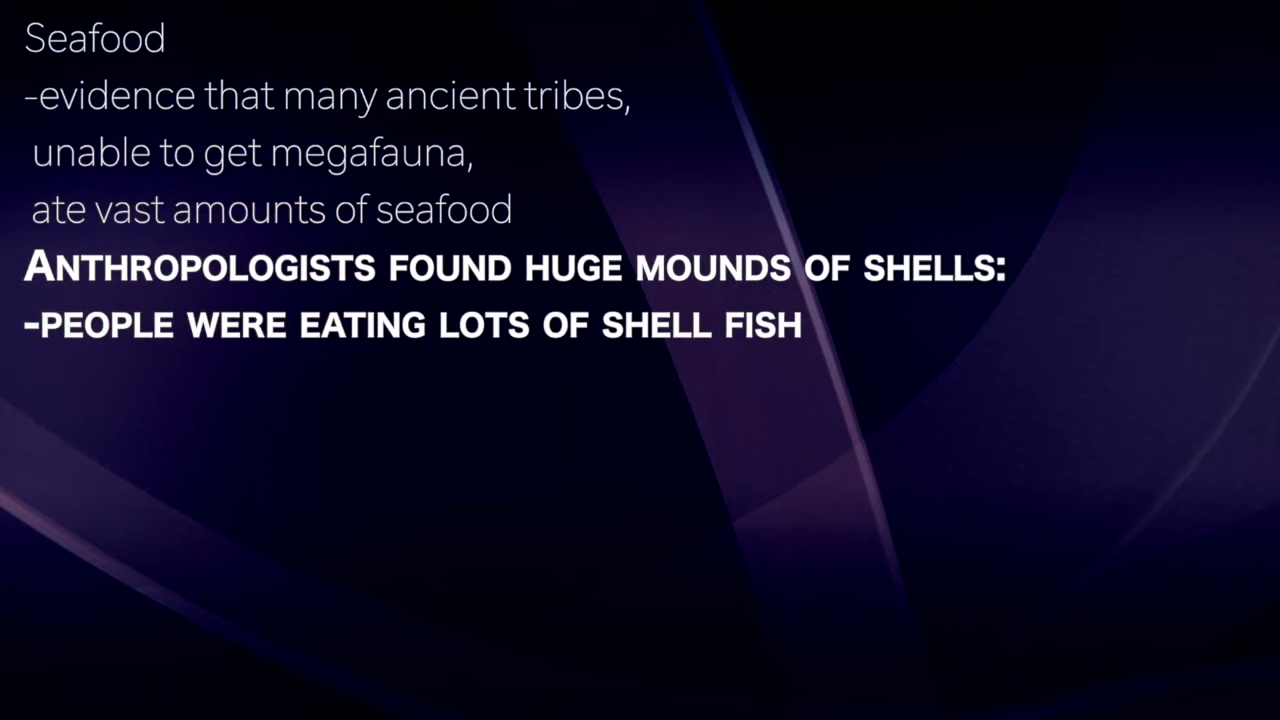 Seafood
-evidence that many ancient tribes,
unable to get megafauna,
ate vast amounts of seafood
ANTHROPOLOGISTS FOUND HUGE MOUNDS OF SHELLS:
-PEOPLE WERE EATING LOTS OF SHELL FISH